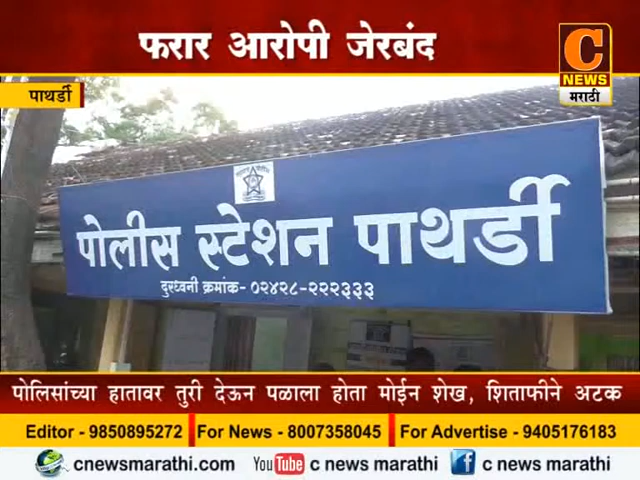 फरार आरोपी जेरबंद
C
NEWS
मराठी
पाथर्डी
पोलीस स्टेशन पाथर्डी
दुरध्वनी क्रमांक- ०२४२८-२२२३३३
पोलिसांच्या हातावर तुरी देऊन पळाला होता मोईन शेख, शिताफीने अटक
Editor - 9850895272 For News - 8007358045 For Advertise - 9405176183
cnewsmarathi.com YouTube c news marathi f c news marathi